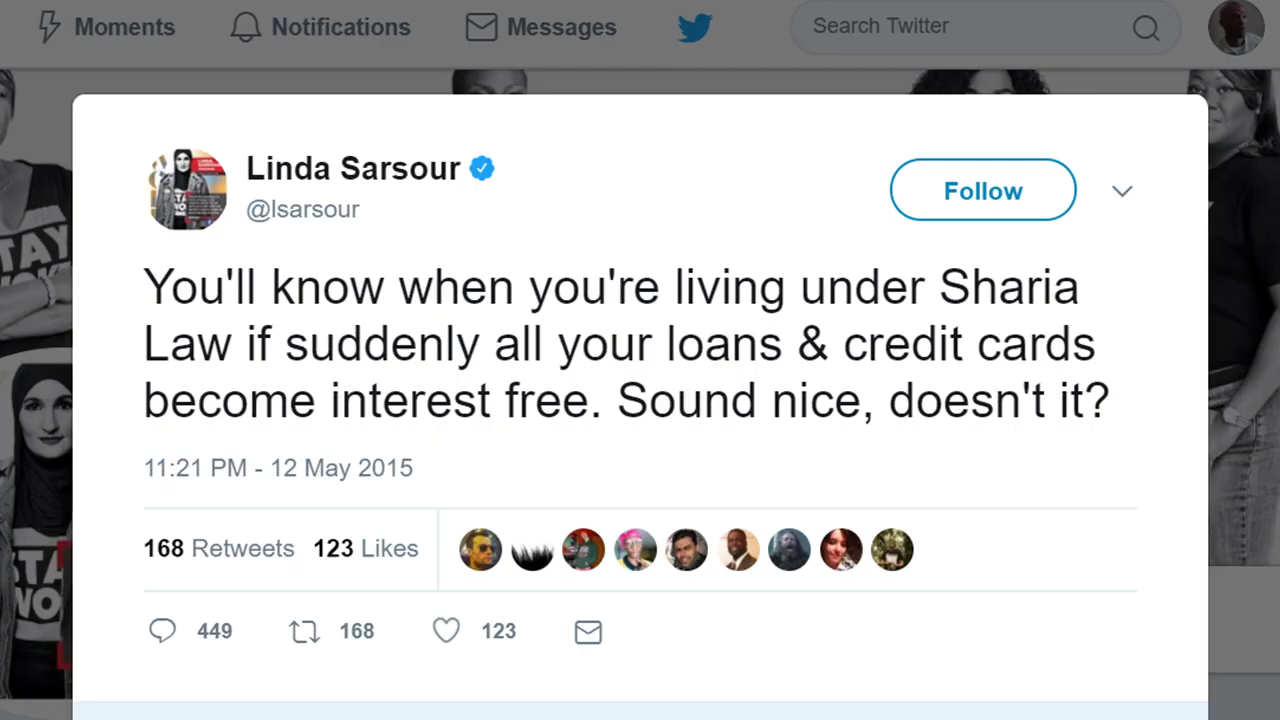 Moments Notifications Messages Search Twitter
Linda Sarsour
@lsarsour
Follow
You'll know when you're living under Sharia
Law if suddenly all your loans & credit cards
become interest free. Sound nice, doesn't it?
11:21 PM - 12 May 2015
168 Retweets 123 Likes
449 168 123